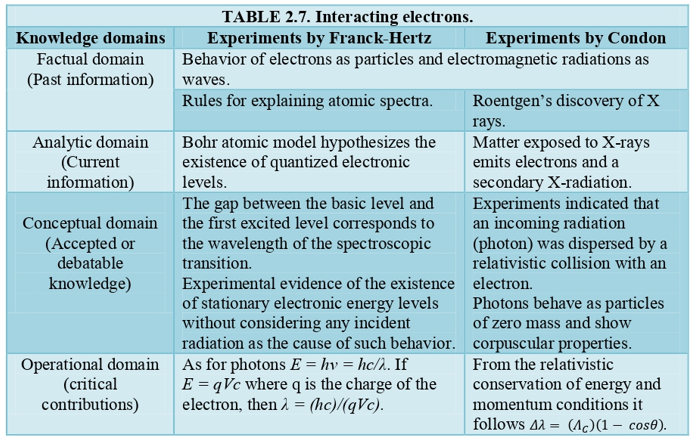 TABLE 2.7. Interacting electrons.
Knowledge domains
Experiments by Franck-Hertz
Experiments by Condon
Factual domain
(Past information)
Behavior of electrons as particles and electromagnetic radiations as
waves.
Rules for explaining atomic spectra.
Roentgen's discovery of X
rays.
Analytic domain
(Current
information)
Bohr atomic model hypothesizes the
existence of quantized electronic
levels.
Matter exposed to X-rays
emits electrons and a
secondary X-radiation.
Conceptual domain
(Accepted or
debatable
knowledge)
The gap between the basic level and
the first excited level corresponds to
the wavelength of the spectroscopic
transition.
Experimental evidence of the existence
of stationary electronic energy levels
without considering any incident
radiation as the cause of such behavior.
Experiments indicated that
an incoming radiation
(photon) was dispersed by a
relativistic collision with an
electron.
Photons behave as particles
of zero mass and show
corpuscular properties.
Operational domain
(critical
contributions)
As for photons E = hν = hc/λ. If
E = qVc where q is the charge of the
electron, then λ = (hc)/(qVc).
From the relativistic
conservation of energy and
momentum conditions it
follows Δλ = (Λ_C)(1 − cosθ).